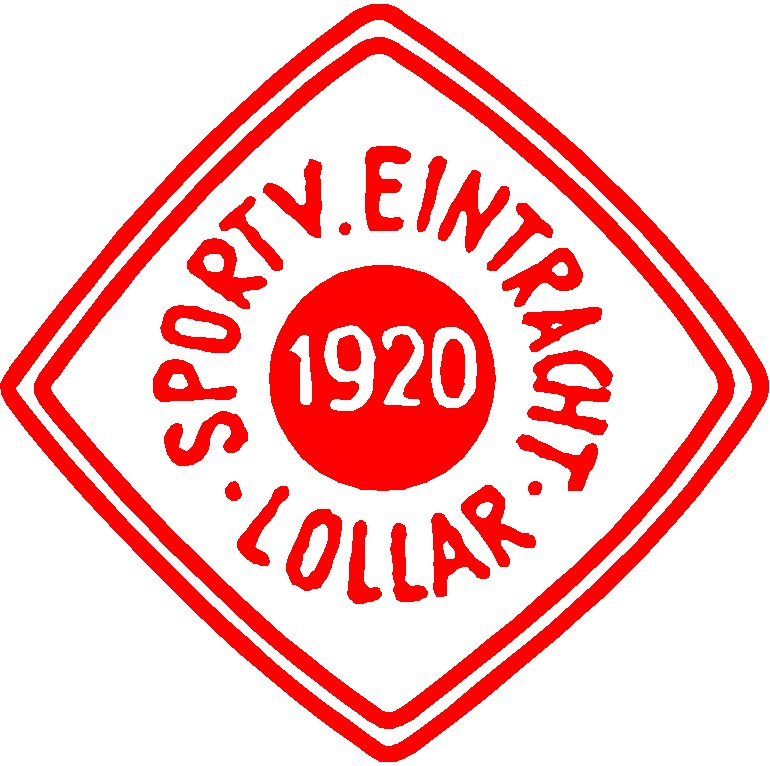 SPORTV. EINTRACHT
· LOLLAR ·
1920